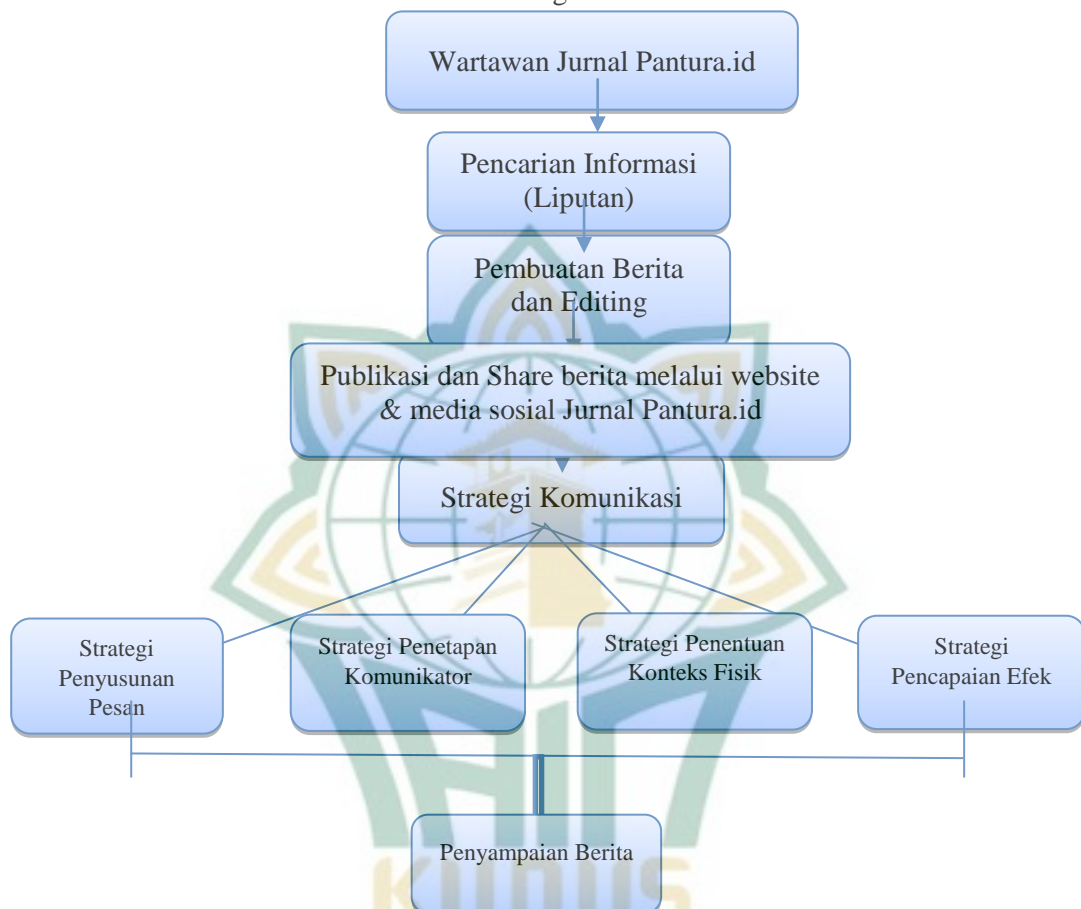 Wartawan Jurnal Pantura.id
Pencarian Informasi
(Liputan)
Pembuatan Berita
dan Editing
Publikasi dan Share berita melalui website
& media sosial Jurnal Pantura.id
Strategi Komunikasi
Strategi
Penyusunan
Pesan
Strategi Penetapan
Komunikator
Strategi Penentuan
Konteks Fisik
Strategi
Pencapaian Efek
Penyampaian Berita
KUDUS